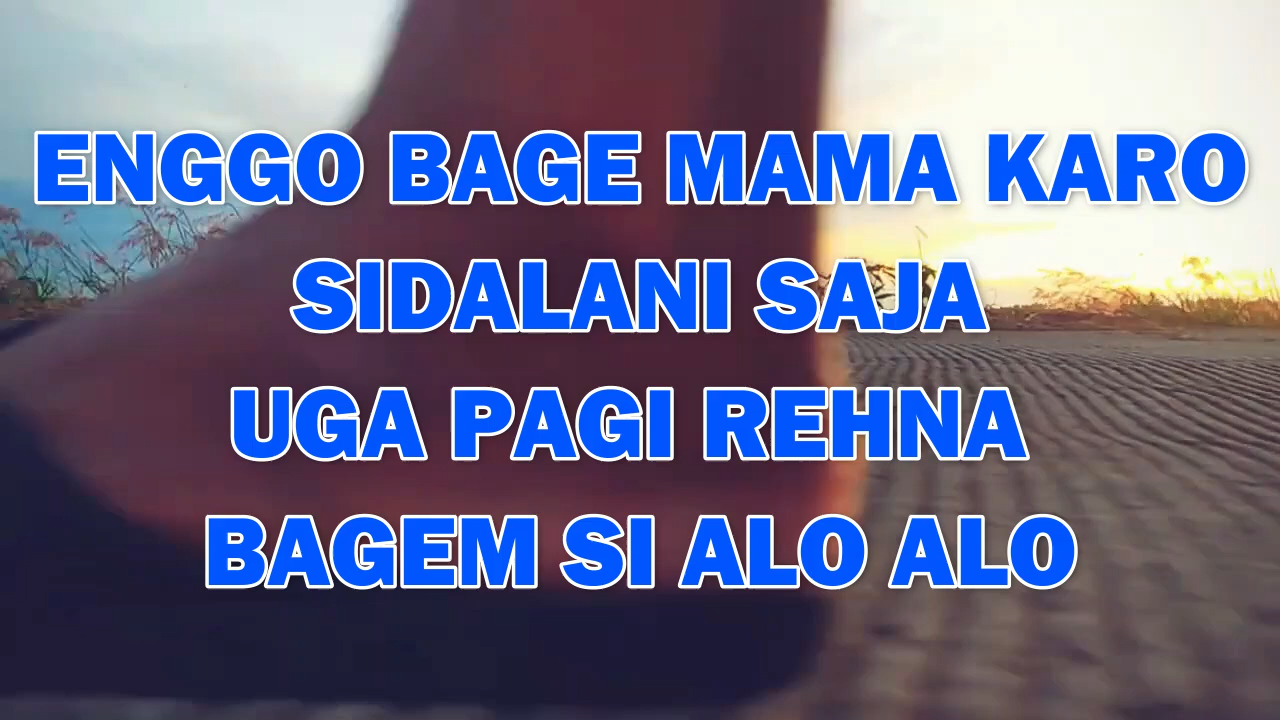 ENGGO BAGE MAMA KARO
SIDALANI SAJA
UGA PAGI REHNA
BAGEM SI ALO ALO